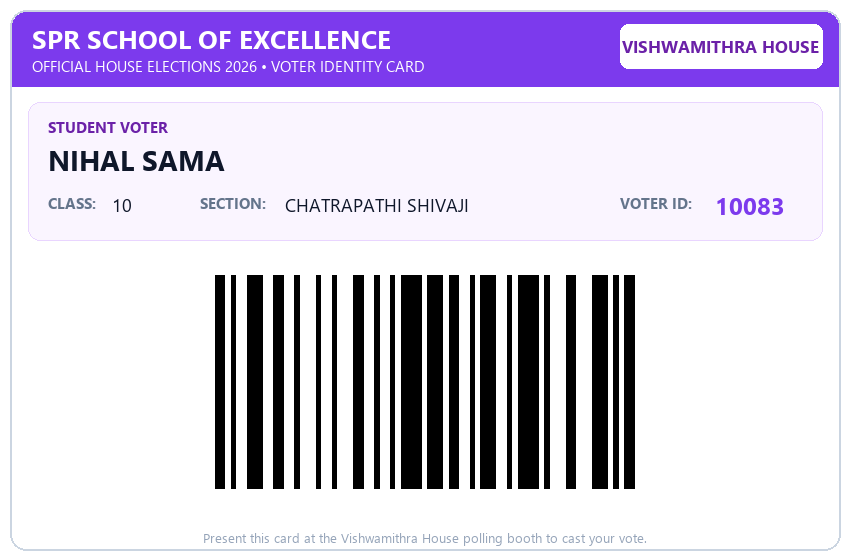 SPR SCHOOL OF EXCELLENCE
OFFICIAL HOUSE ELECTIONS 2026 • VOTER IDENTITY CARD
VISHWAMITHRA HOUSE
STUDENT VOTER
NIHAL SAMA
CLASS: 10 SECTION: CHATRAPATHI SHIVAJI VOTER ID: 10083
Present this card at the Vishwamithra House polling booth to cast your vote.